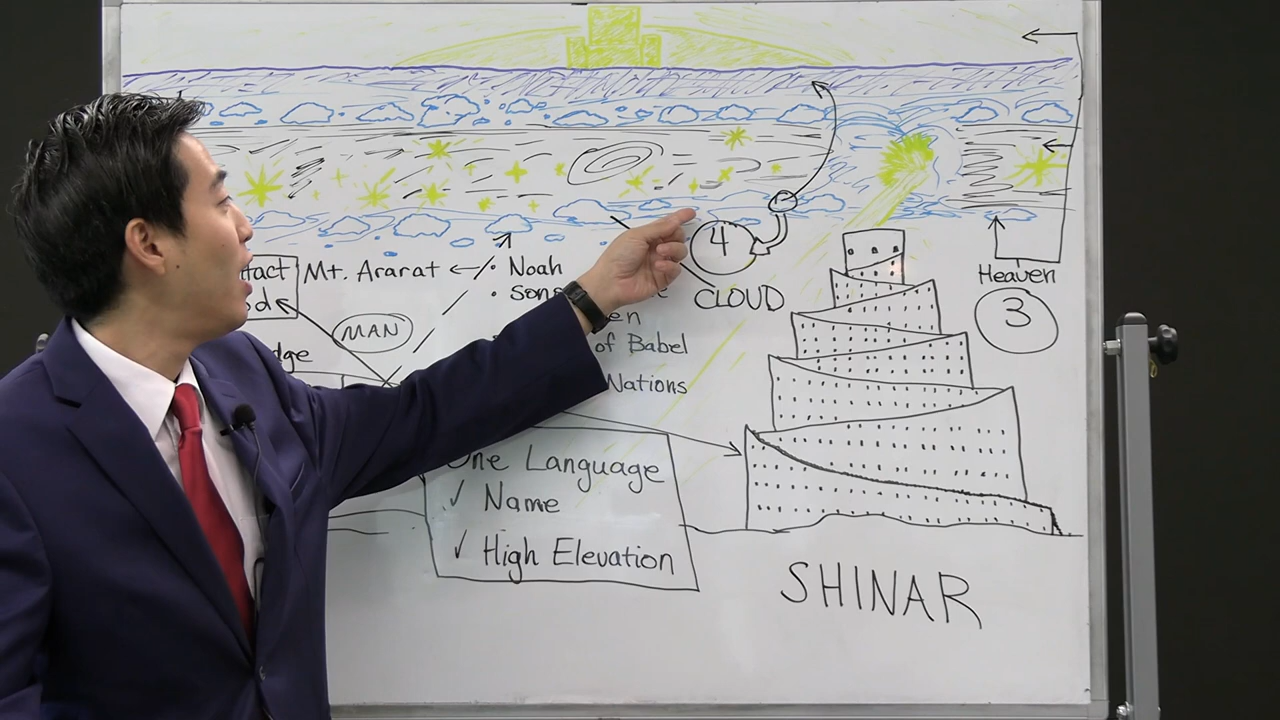 4
Mt. Ararat
Noah
CLOUD
Heaven
3
MAN
of Babel
Nations
One Language
✓ Name
✓ High Elevation
SHINAR